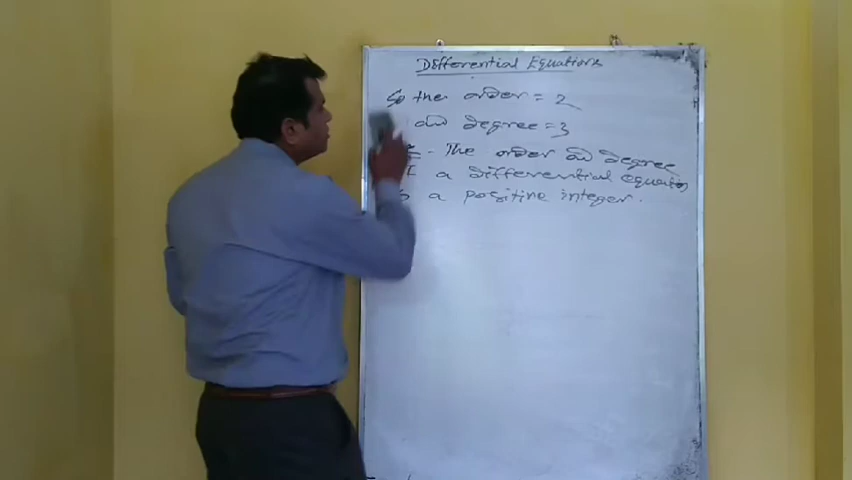 Differential Equations
So the order = 2
and degree = 3
- The order and degree
a differential equation
a positive integer.